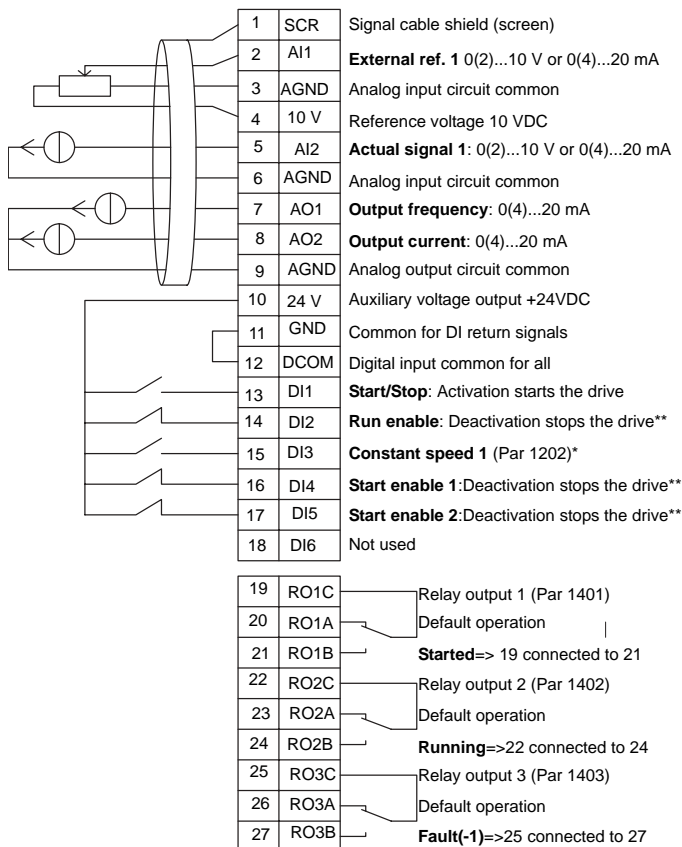 1 SCR Signal cable shield (screen)
2 AI1 External ref. 1 0(2)...10 V or 0(4)...20 mA
3 AGND Analog input circuit common
4 10 V Reference voltage 10 VDC
5 AI2 Actual signal 1: 0(2)...10 V or 0(4)...20 mA
6 AGND Analog input circuit common
7 AO1 Output frequency: 0(4)...20 mA
8 AO2 Output current: 0(4)...20 mA
9 AGND Analog output circuit common
10 24 V Auxiliary voltage output +24VDC
11 GND Common for DI return signals
12 DCOM Digital input common for all
13 DI1 Start/Stop: Activation starts the drive
14 DI2 Run enable: Deactivation stops the drive**
15 DI3 Constant speed 1 (Par 1202)*
16 DI4 Start enable 1:Deactivation stops the drive**
17 DI5 Start enable 2:Deactivation stops the drive**
18 DI6 Not used
19 RO1C Relay output 1 (Par 1401)
20 RO1A Default operation
21 RO1B Started=> 19 connected to 21
22 RO2C Relay output 2 (Par 1402)
23 RO2A Default operation
24 RO2B Running=>22 connected to 24
25 RO3C Relay output 3 (Par 1403)
26 RO3A Default operation
27 RO3B Fault(-1)=>25 connected to 27